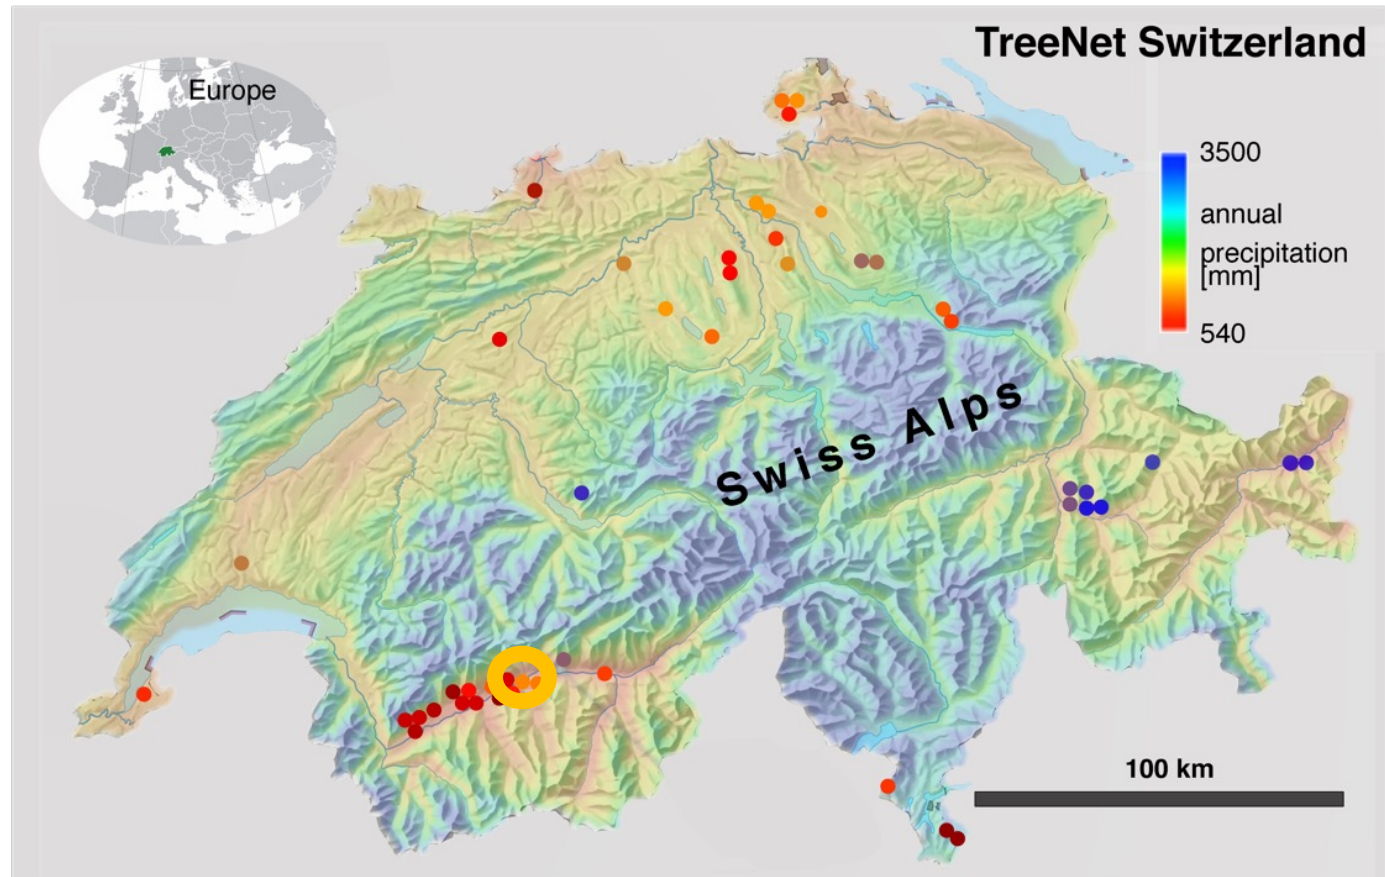 TreeNet Switzerland
Europe
3500
annual
precipitation
[mm]
540
Swiss Alps
100 km